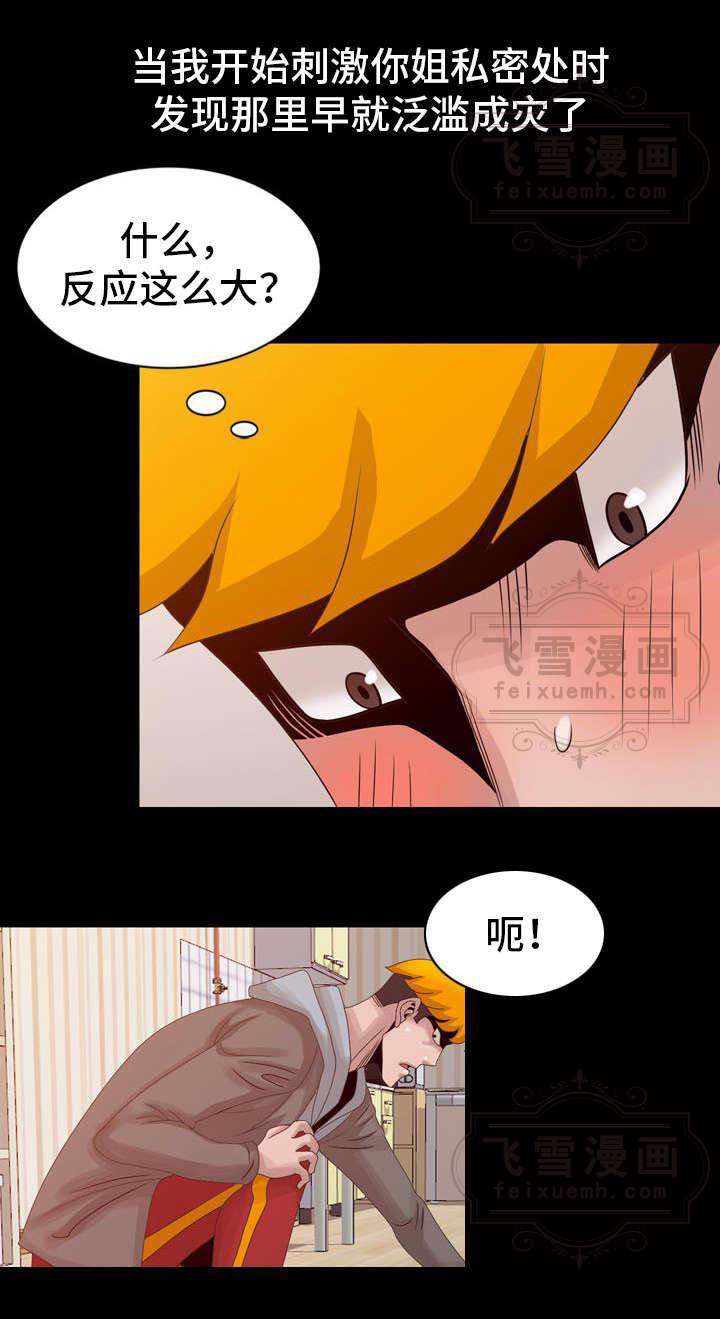 当我开始刺激你姐私密处时
发现那里早就泛滥成灾了
飞雪漫画
feixuemh.com
什么，
反应这么大？
飞雪漫画
feixuemh.com
呃！
飞雪漫画
feixuemh.com